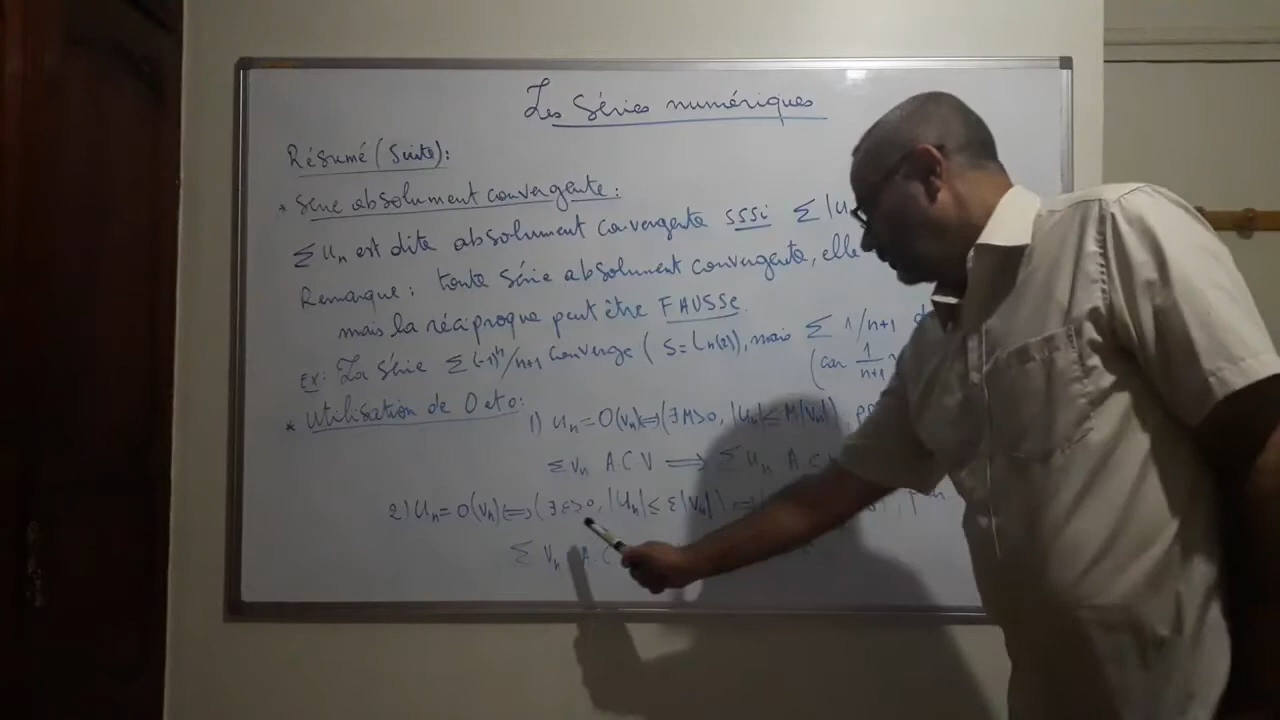 Les Séries numériques
Résumé (Suite):
* Série absolument convergente:
∑ Un est dite absolument convergente sssi ∑ |U
Remarque: toute série absolument convergente, elle
mais la réciproque peut être FAUSSE.
Ex: La série ∑ (-1)^n/n+1 converge ( S=Ln(2)), mais ∑ 1/n+1
(car 1/n+1
* Utilisation de O et o:
1) Un = O(Vn) ⟺ (∃M>0, |Un| ≤ M|Vn|),
∑ Vn A.C.V ⟹ ∑ Un A.C.V
2) Un = O(Vn) ⟺ (∃ε>0, |Un| ≤ ε|Vn|)
∑ Vn A.C